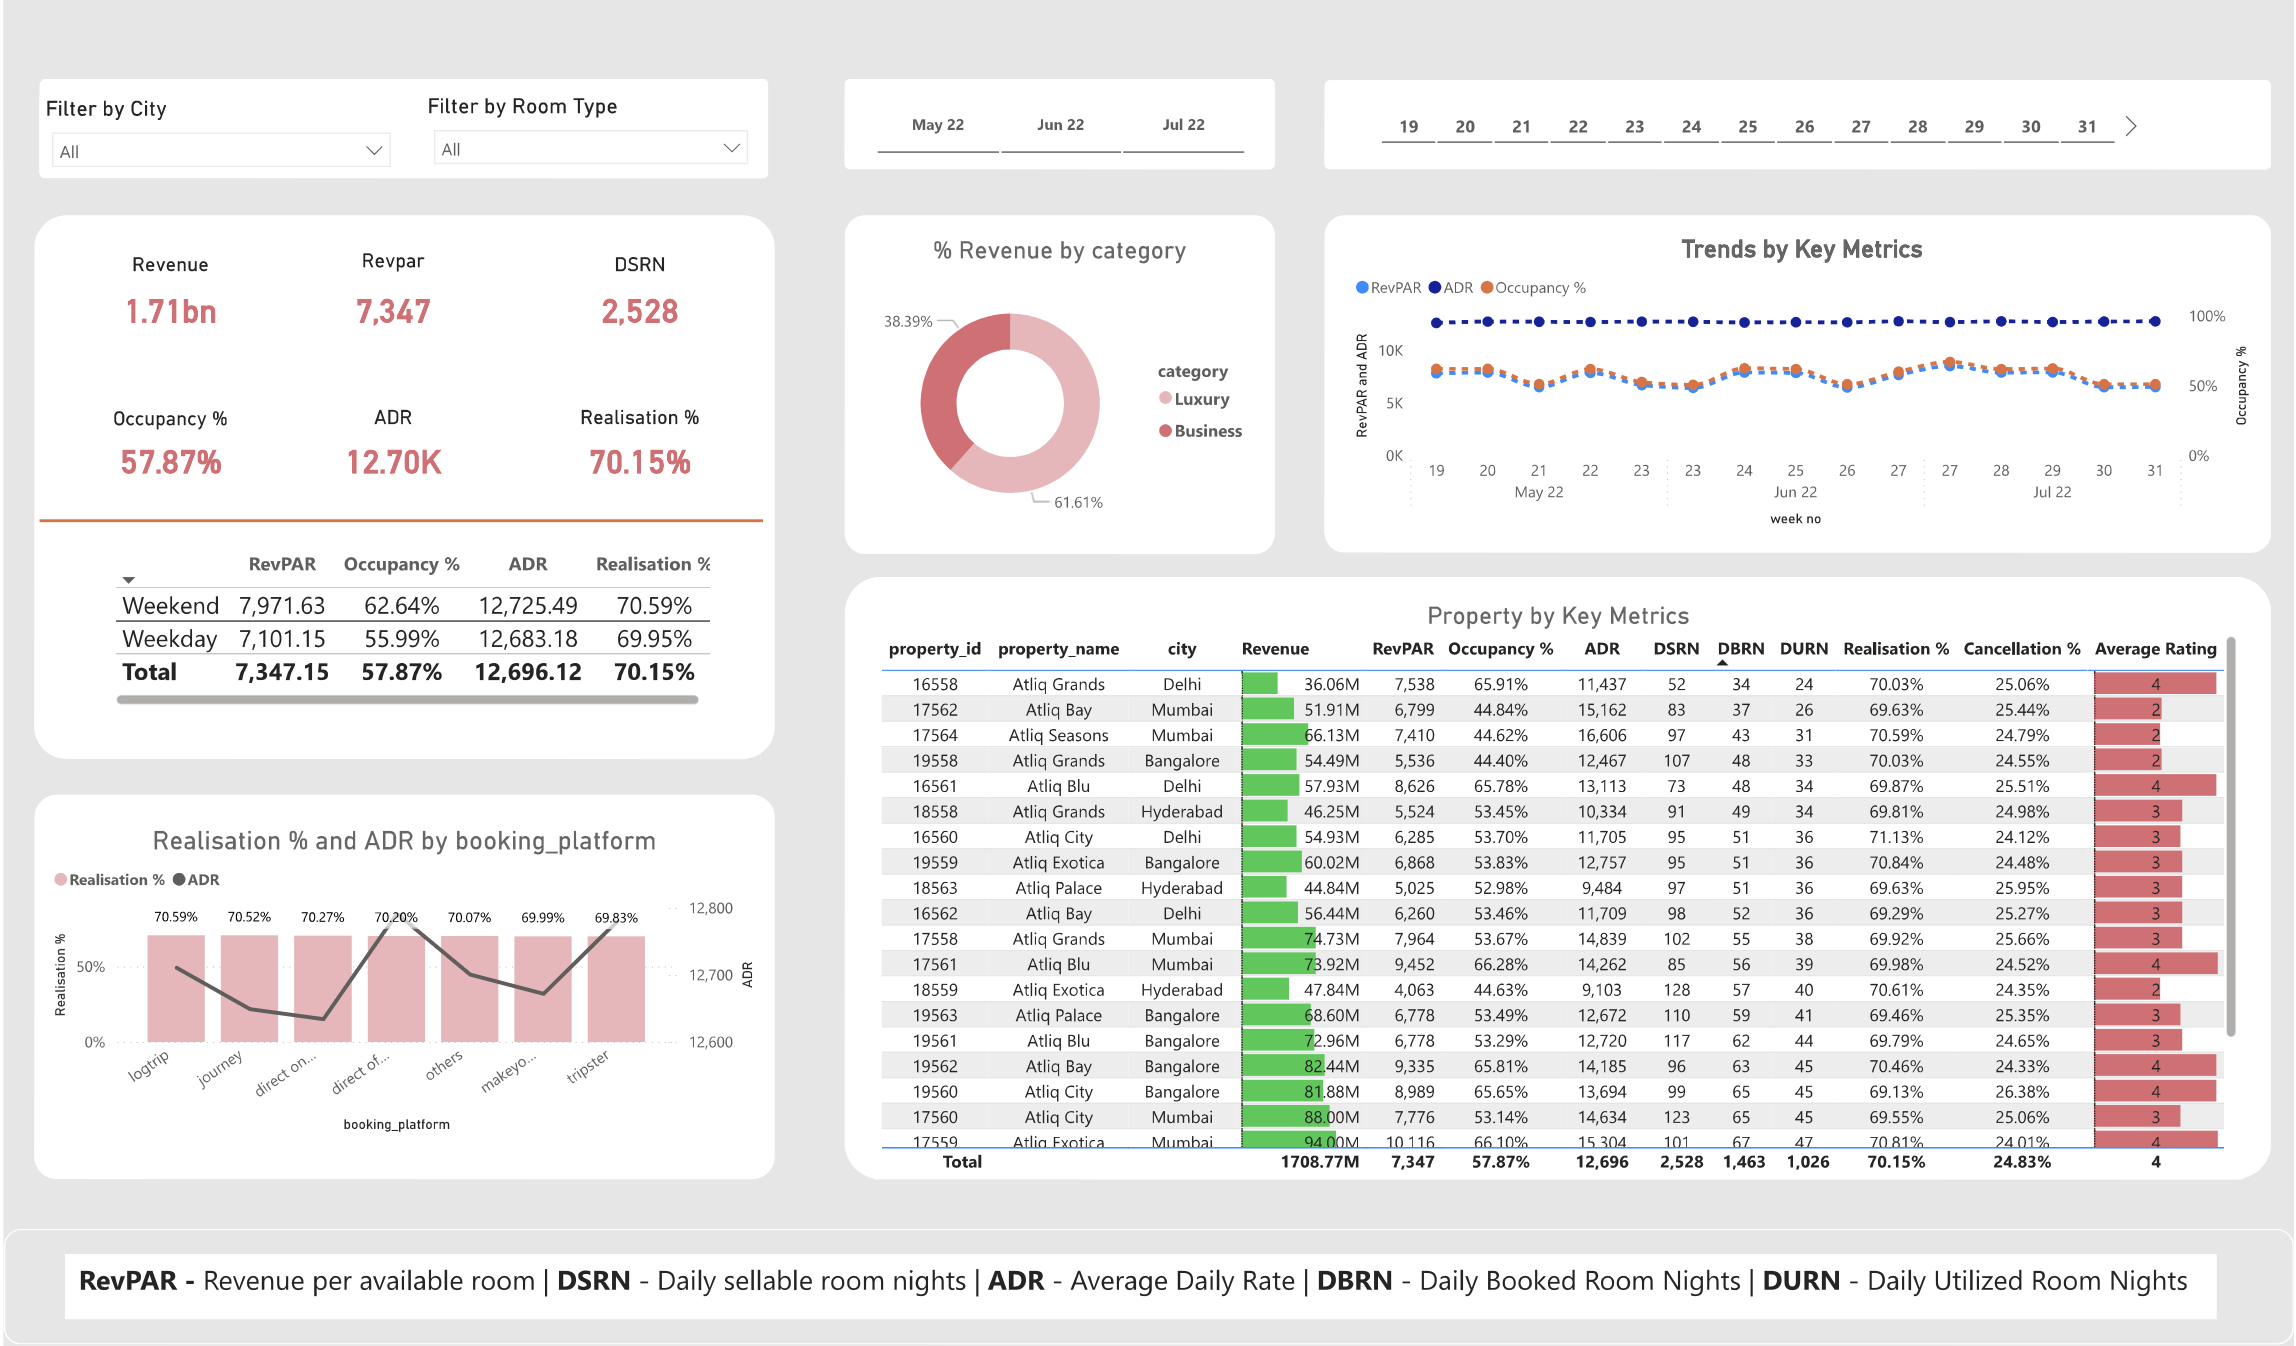 Filter by City
All
Filter by Room Type
All
May 22 Jun 22 Jul 22
19 20 21 22 23 24 25 26 27 28 29 30 31
Revenue Revpar DSRN
1.71bn 7,347 2,528
Occupancy % ADR Realisation %
57.87% 12.70K 70.15%
RevPAR Occupancy % ADR Realisation %
Weekend 7,971.63 62.64% 12,725.49 70.59%
Weekday 7,101.15 55.99% 12,683.18 69.95%
Total 7,347.15 57.87% 12,696.12 70.15%
% Revenue by category
38.39%
61.61%
category
Luxury
Business
Trends by Key Metrics
RevPAR ADR Occupancy %
RevPAR and ADR
10K
5K
0K
100%
50%
0%
Occupancy %
19 20 21 22 23 23 24 25 26 27 27 28 29 30 31
May 22 Jun 22 Jul 22
week no
Realisation % and ADR by booking_platform
Realisation % ADR
70.59% 70.52% 70.27% 70.20% 70.07% 69.99% 69.83%
Realisation %
50%
0%
12,800
12,700
12,600
ADR
logtrip journey direct on... direct of... others makeyo... tripster
booking_platform
Property by Key Metrics
property_id property_name city Revenue RevPAR Occupancy % ADR DSRN DBRN DURN Realisation % Cancellation % Average Rating
16558 Atliq Grands Delhi 36.06M 7,538 65.91% 11,437 52 34 24 70.03% 25.06% 4
17562 Atliq Bay Mumbai 51.91M 6,799 44.84% 15,162 83 37 26 69.63% 25.44% 2
17564 Atliq Seasons Mumbai 66.13M 7,410 44.62% 16,606 97 43 31 70.59% 24.79% 2
19558 Atliq Grands Bangalore 54.49M 5,536 44.40% 12,467 107 48 33 70.03% 24.55% 2
16561 Atliq Blu Delhi 57.93M 8,626 65.78% 13,113 73 48 34 69.87% 25.51% 4
18558 Atliq Grands Hyderabad 46.25M 5,524 53.45% 10,334 91 49 34 69.81% 24.98% 3
16560 Atliq City Delhi 54.93M 6,285 53.70% 11,705 95 51 36 71.13% 24.12% 3
19559 Atliq Exotica Bangalore 60.02M 6,868 53.83% 12,757 95 51 36 70.84% 24.48% 3
18563 Atliq Palace Hyderabad 44.84M 5,025 52.98% 9,484 97 51 36 69.63% 25.95% 3
16562 Atliq Bay Delhi 56.44M 6,260 53.46% 11,709 98 52 36 69.29% 25.27% 3
17558 Atliq Grands Mumbai 74.73M 7,964 53.67% 14,839 102 55 38 69.92% 25.66% 3
17561 Atliq Blu Mumbai 73.92M 9,452 66.28% 14,262 85 56 39 69.98% 24.52% 4
18559 Atliq Exotica Hyderabad 47.84M 4,063 44.63% 9,103 128 57 40 70.61% 24.35% 2
19563 Atliq Palace Bangalore 68.60M 6,778 53.49% 12,672 110 59 41 69.46% 25.35% 3
19561 Atliq Blu Bangalore 72.96M 6,778 53.29% 12,720 117 62 44 69.79% 24.65% 3
19562 Atliq Bay Bangalore 82.44M 9,335 65.81% 14,185 96 63 45 70.46% 24.33% 4
19560 Atliq City Bangalore 81.88M 8,989 65.65% 13,694 99 65 45 69.13% 26.38% 4
17560 Atliq City Mumbai 88.00M 7,776 53.14% 14,634 123 65 45 69.55% 25.06% 3
17559 Atliq Exotica Mumbai 94.00M 10,116 66.10% 15,304 101 67 47 70.81% 24.01% 4
Total 1708.77M 7,347 57.87% 12,696 2,528 1,463 1,026 70.15% 24.83% 4
RevPAR - Revenue per available room | DSRN - Daily sellable room nights | ADR - Average Daily Rate | DBRN - Daily Booked Room Nights | DURN - Daily Utilized Room Nights